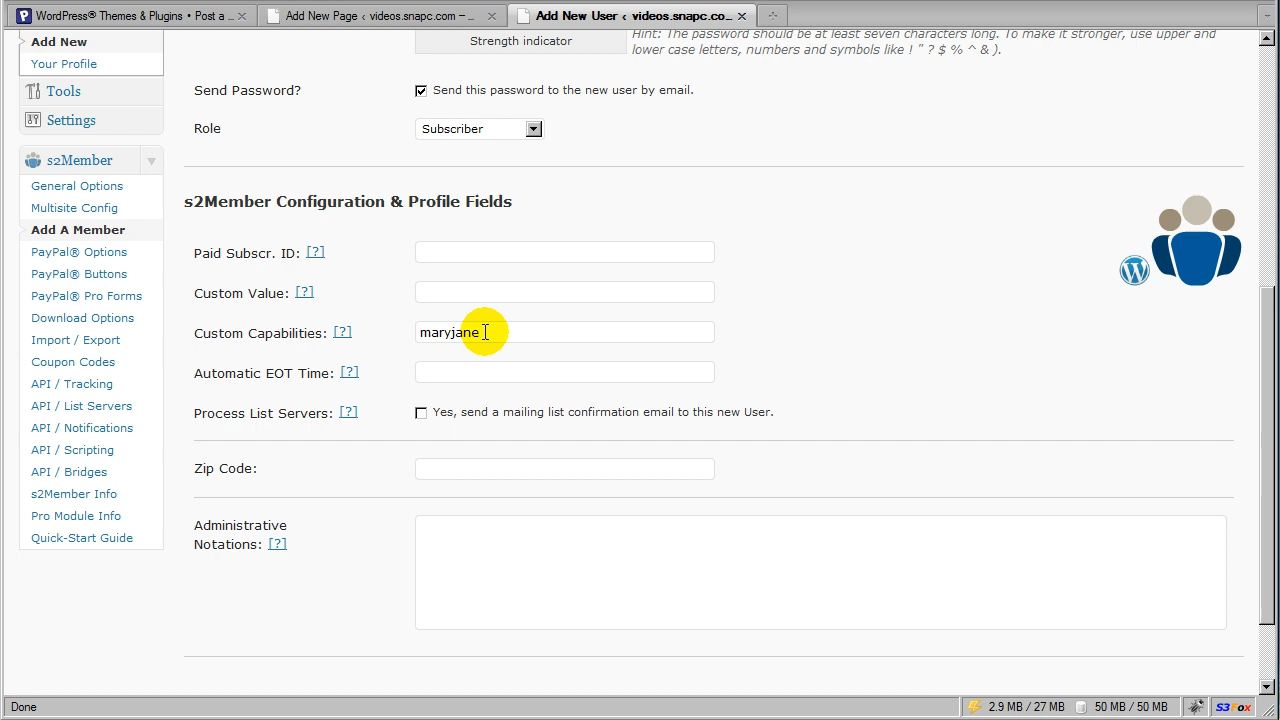 WordPress® Themes & Plugins • Post a ...
Add New Page ‹ videos.snapc.com — ...
Add New User ‹ videos.snapc.co...
Add New
Your Profile
Tools
Settings
s2Member
General Options
Multisite Config
Add A Member
PayPal® Options
PayPal® Buttons
PayPal® Pro Forms
Download Options
Import / Export
Coupon Codes
API / Tracking
API / List Servers
API / Notifications
API / Scripting
API / Bridges
s2Member Info
Pro Module Info
Quick-Start Guide
Strength indicator
Hint: The password should be at least seven characters long. To make it stronger, use upper and
lower case letters, numbers and symbols like ! " ? $ % ^ & ).
Send Password?
Send this password to the new user by email.
Role
Subscriber
s2Member Configuration & Profile Fields
Paid Subscr. ID: [?]
Custom Value: [?]
Custom Capabilities: [?]
maryjane
Automatic EOT Time: [?]
Process List Servers: [?]
Yes, send a mailing list confirmation email to this new User.
Zip Code:
Administrative
Notations: [?]
Done
2.9 MB / 27 MB
50 MB / 50 MB
S3Fox